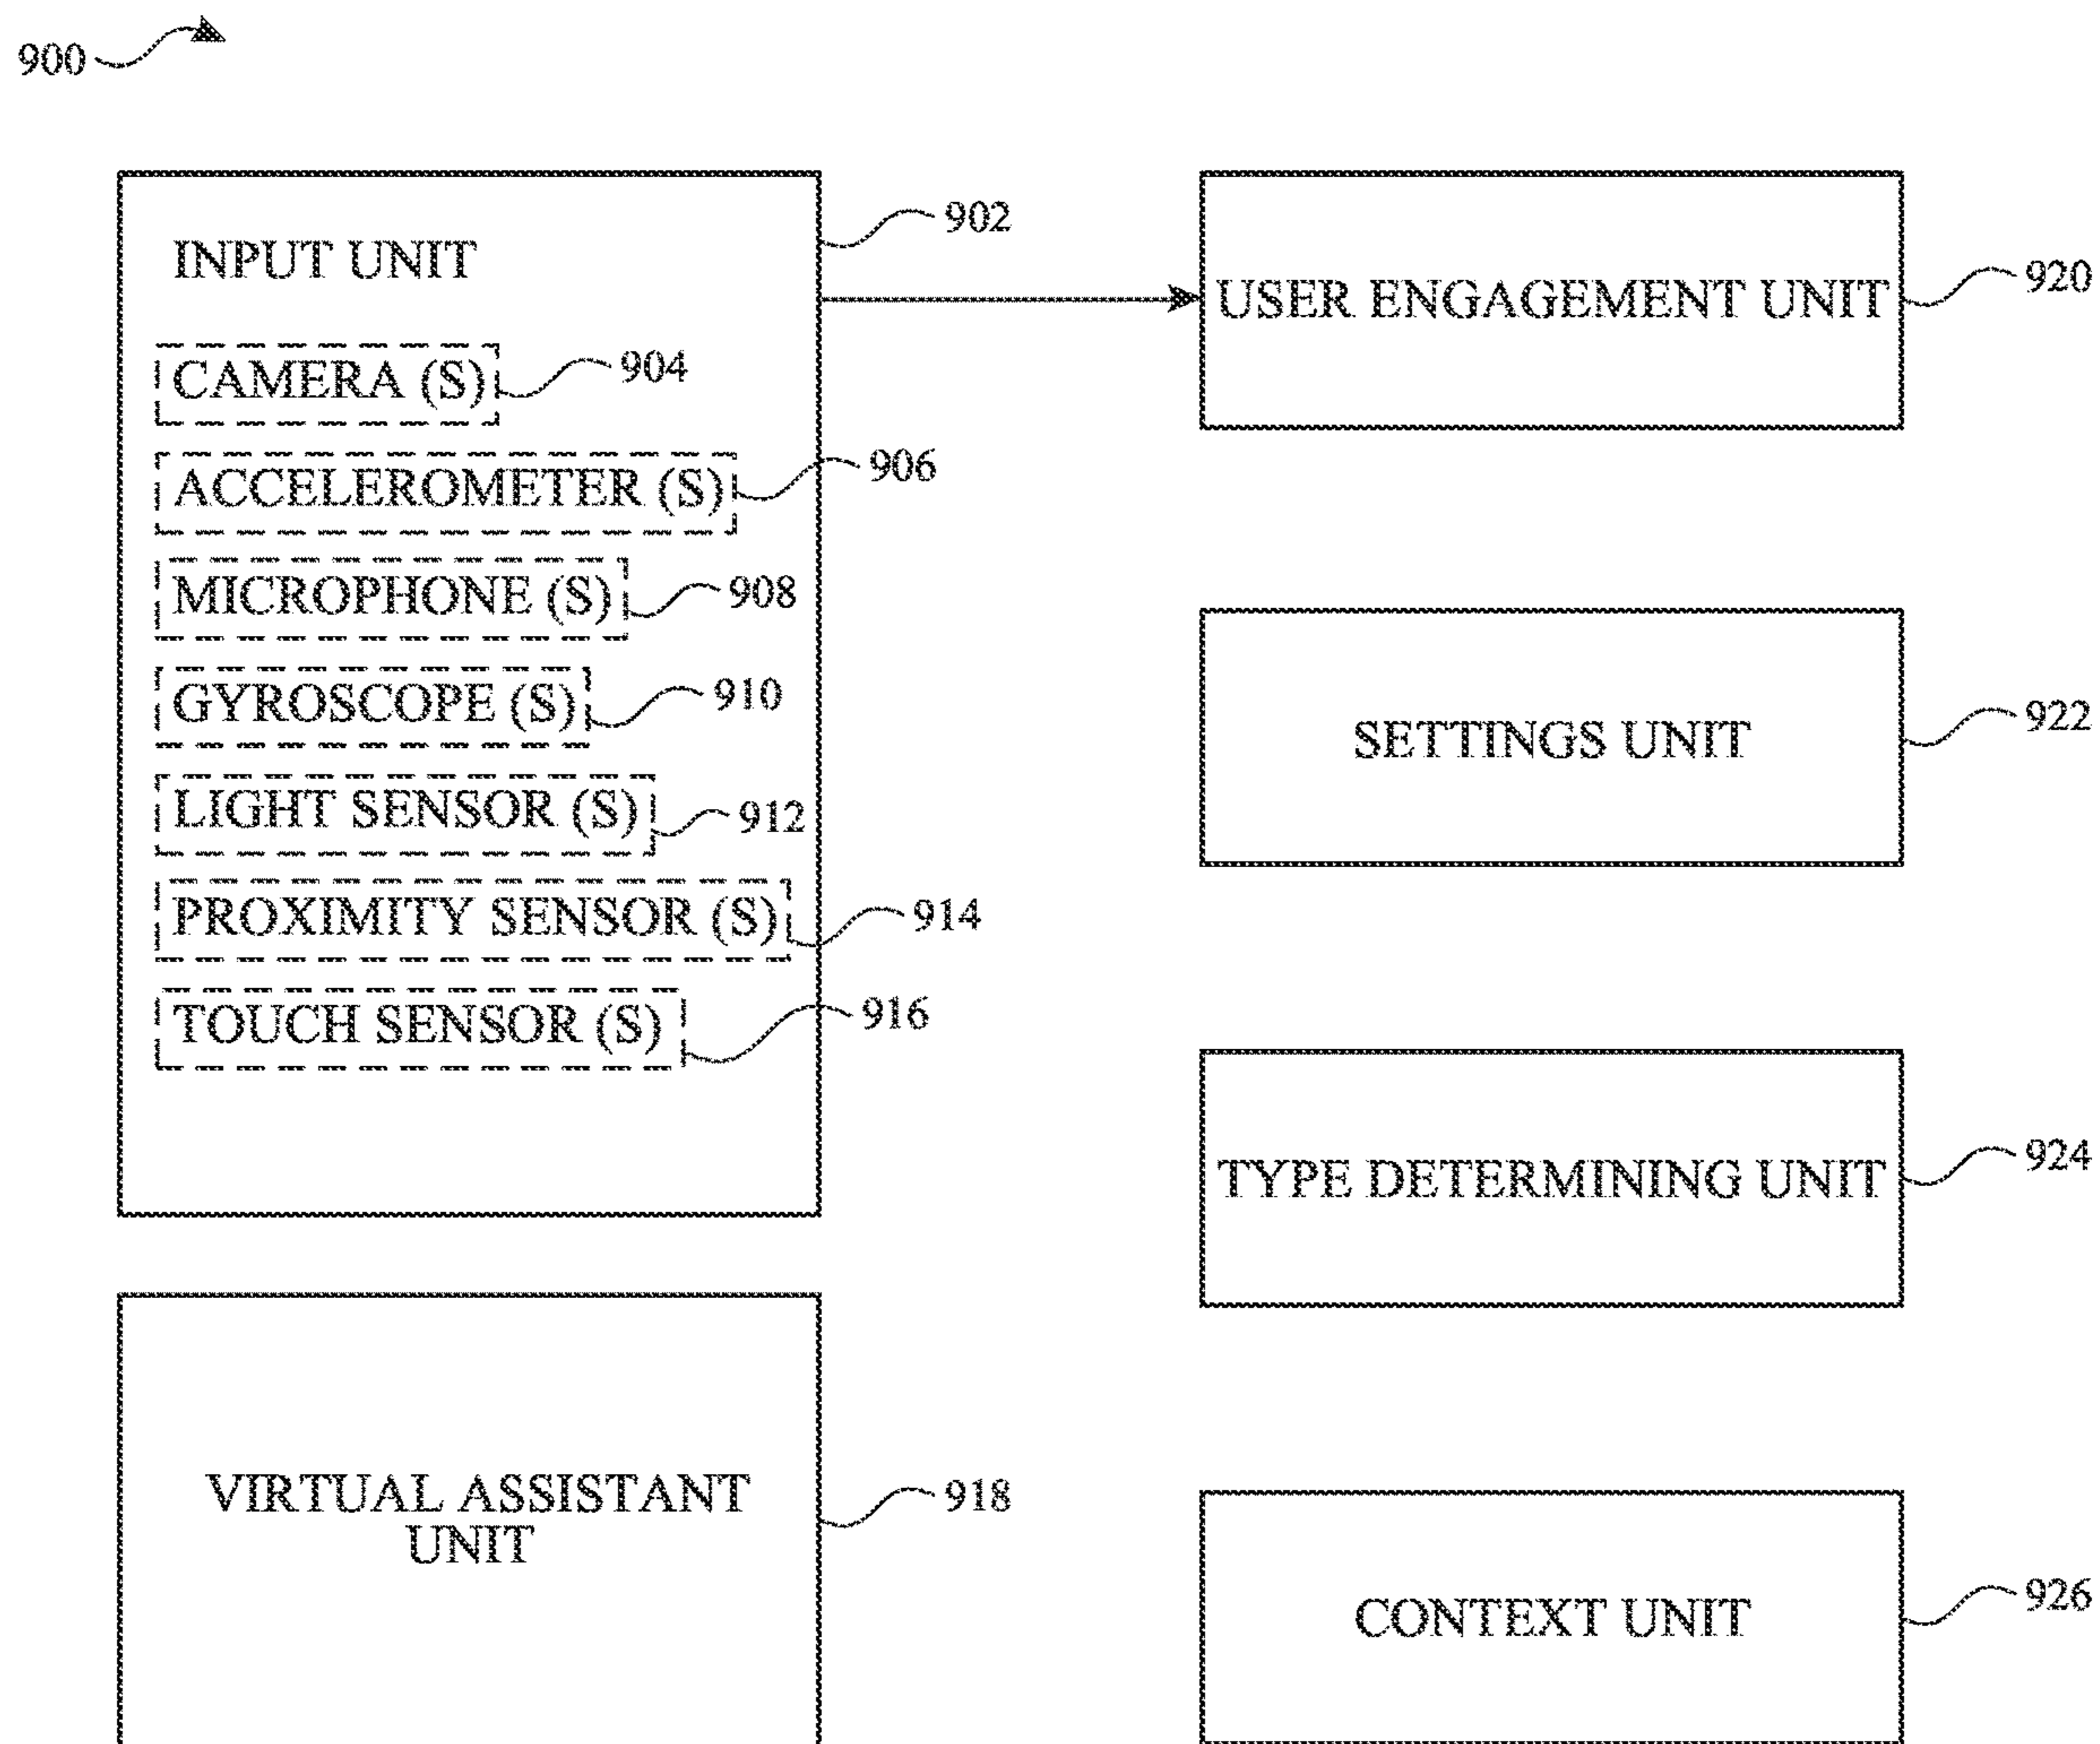 900
INPUT UNIT
902
CAMERA (S)
904
ACCELEROMETER (S)
906
MICROPHONE (S)
908
GYROSCOPE (S)
910
LIGHT SENSOR (S)
912
PROXIMITY SENSOR (S)
914
TOUCH SENSOR (S)
916
VIRTUAL ASSISTANT
UNIT
918
USER ENGAGEMENT UNIT
920
SETTINGS UNIT
922
TYPE DETERMINING UNIT
924
CONTEXT UNIT
926